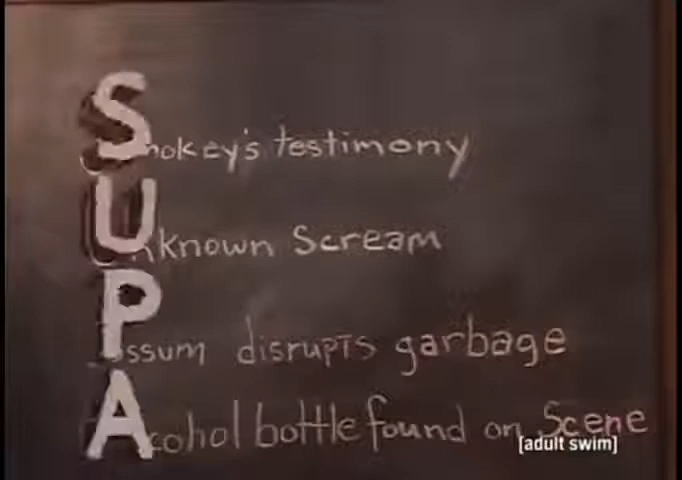 Smokey's testimony
Unknown Scream
Possum disrupts garbage
Alcohol bottle found on Scene
[adult swim]